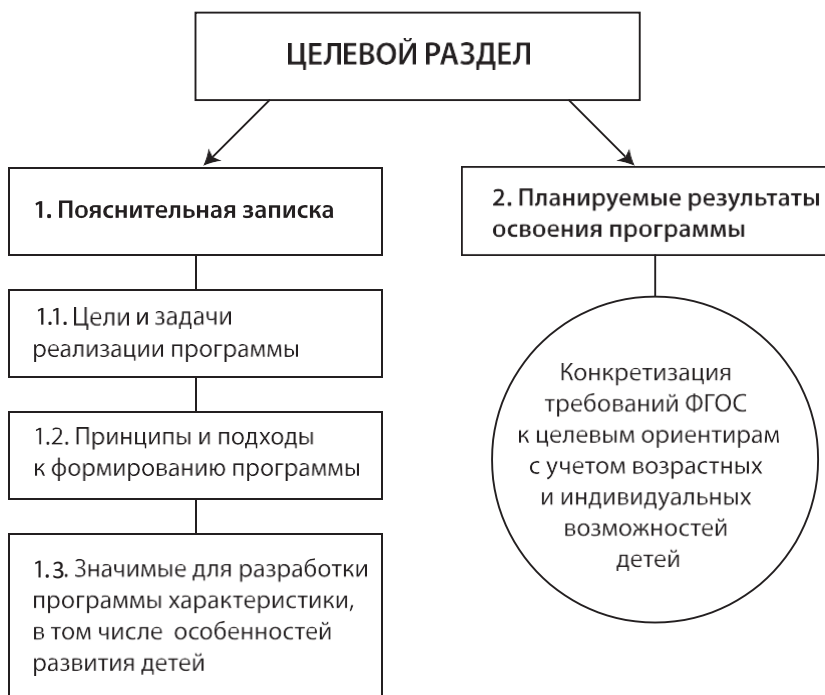 ЦЕЛЕВОЙ РАЗДЕЛ
1. Пояснительная записка
1.1. Цели и задачи
реализации программы
1.2. Принципы и подходы
к формированию программы
1.3. Значимые для разработки
программы характеристики,
в том числе особенностей
развития детей
2. Планируемые результаты
освоения программы
Конкретизация
требований ФГОС
к целевым ориентирам
с учетом возрастных
и индивидуальных
возможностей
детей